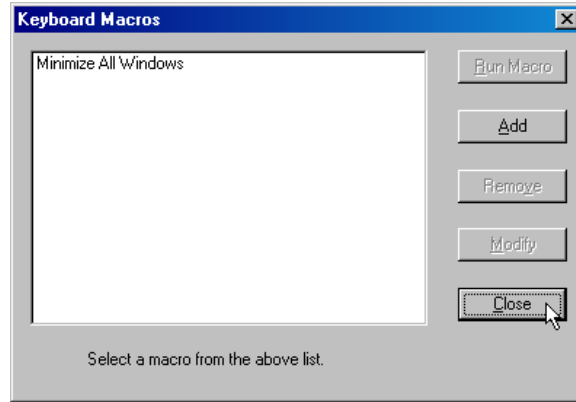 Keyboard Macros
Minimize All Windows
Run Macro
Add
Remove
Modify
Close
Select a macro from the above list.